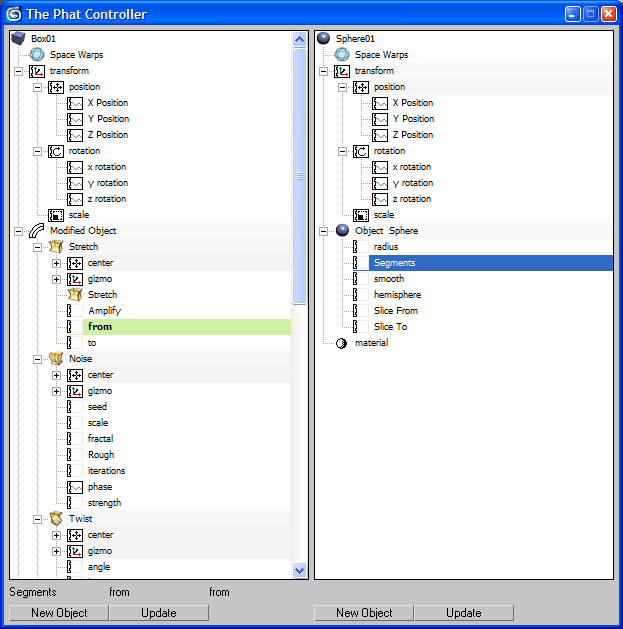 The Phat Controller
Box01
Space Warps
transform
position
X Position
Y Position
Z Position
rotation
x rotation
y rotation
z rotation
scale
Modified Object
Stretch
center
gizmo
Stretch
Amplify
from
to
Noise
center
gizmo
seed
scale
fractal
Rough
iterations
phase
strength
Twist
center
gizmo
angle
Sphere01
Space Warps
transform
position
X Position
Y Position
Z Position
rotation
x rotation
y rotation
z rotation
scale
Object Sphere
radius
Segments
smooth
hemisphere
Slice From
Slice To
material
Segments from from
New Object Update New Object Update